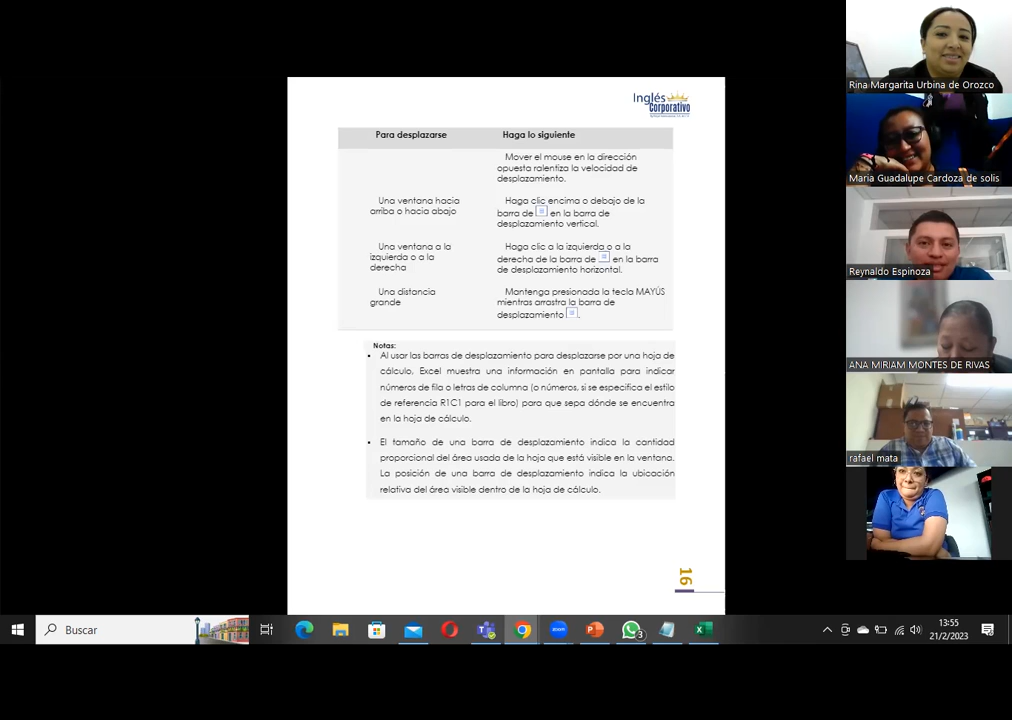 Inglés
Corporativo
Para desplazarse Haga lo siguiente
Mover el mouse en la dirección
opuesta ralentiza la velocidad de
desplazamiento.
Una ventana hacia
arriba o hacia abajo
Haga clic encima o debajo de la
barra de en la barra de
desplazamiento vertical.
Una ventana a la
izquierda o a la
derecha
Haga clic a la izquierda o a la
derecha de la barra de en la barra
de desplazamiento horizontal.
Una distancia
grande
Mantenga presionada la tecla MAYÚS
mientras arrastra la barra de
desplazamiento .
Notas:
• Al usar las barras de desplazamiento para desplazarse por una hoja de
cálculo, Excel muestra una información en pantalla para indicar
números de fila o letras de columna (o números, si se especifica el estilo
de referencia R1C1 para el libro) para que sepa dónde se encuentra
en la hoja de cálculo.
• El tamaño de una barra de desplazamiento indica la cantidad
proporcional del área usada de la hoja que está visible en la ventana.
La posición de una barra de desplazamiento indica la ubicación
relativa del área visible dentro de la hoja de cálculo.
16
Rina Margarita Urbina de Orozco
María Guadalupe Cardoza de solis
Reynaldo Espinoza
ANA MIRIAM MONTES DE RIVAS
rafael mata
Buscar
zoom
3
13:55
21/2/2023